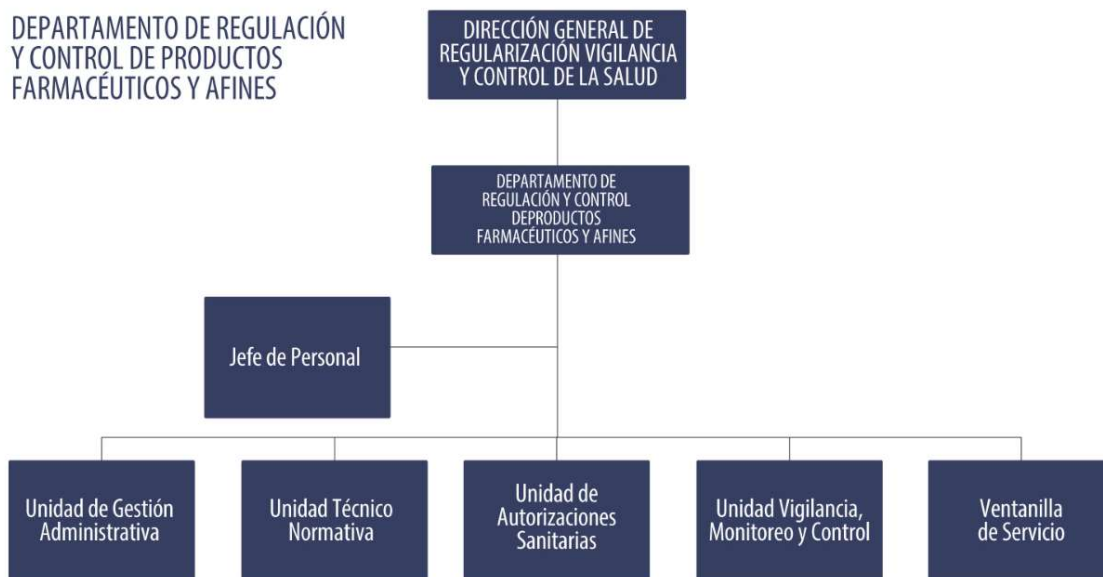 DEPARTAMENTO DE REGULACIÓN
Y CONTROL DE PRODUCTOS
FARMACÉUTICOS Y AFINES
DIRECCIÓN GENERAL DE
REGULARIZACIÓN VIGILANCIA
Y CONTROL DE LA SALUD
DEPARTAMENTO DE
REGULACIÓN Y CONTROL
DEPRODUCTOS
FARMACÉUTICOS Y AFINES
Jefe de Personal
Unidad de Gestión
Administrativa
Unidad Técnico
Normativa
Unidad de
Autorizaciones
Sanitarias
Unidad Vigilancia,
Monitoreo y Control
Ventanilla
de Servicio